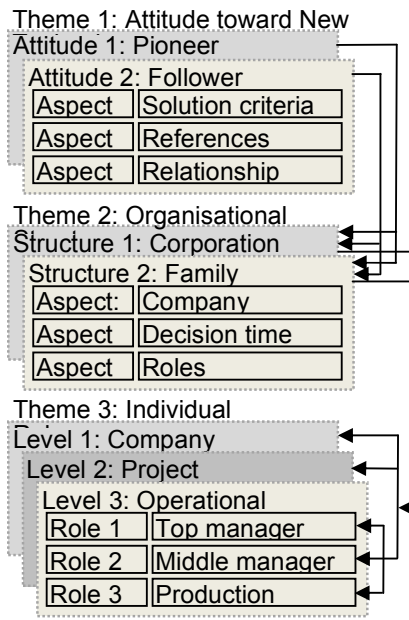 Theme 1: Attitude toward New
Attitude 1: Pioneer
Attitude 2: Follower
Aspect Solution criteria
Aspect References
Aspect Relationship
Theme 2: Organisational
Structure 1: Corporation
Structure 2: Family
Aspect: Company
Aspect Decision time
Aspect Roles
Theme 3: Individual
Level 1: Company
Level 2: Project
Level 3: Operational
Role 1 Top manager
Role 2 Middle manager
Role 3 Production